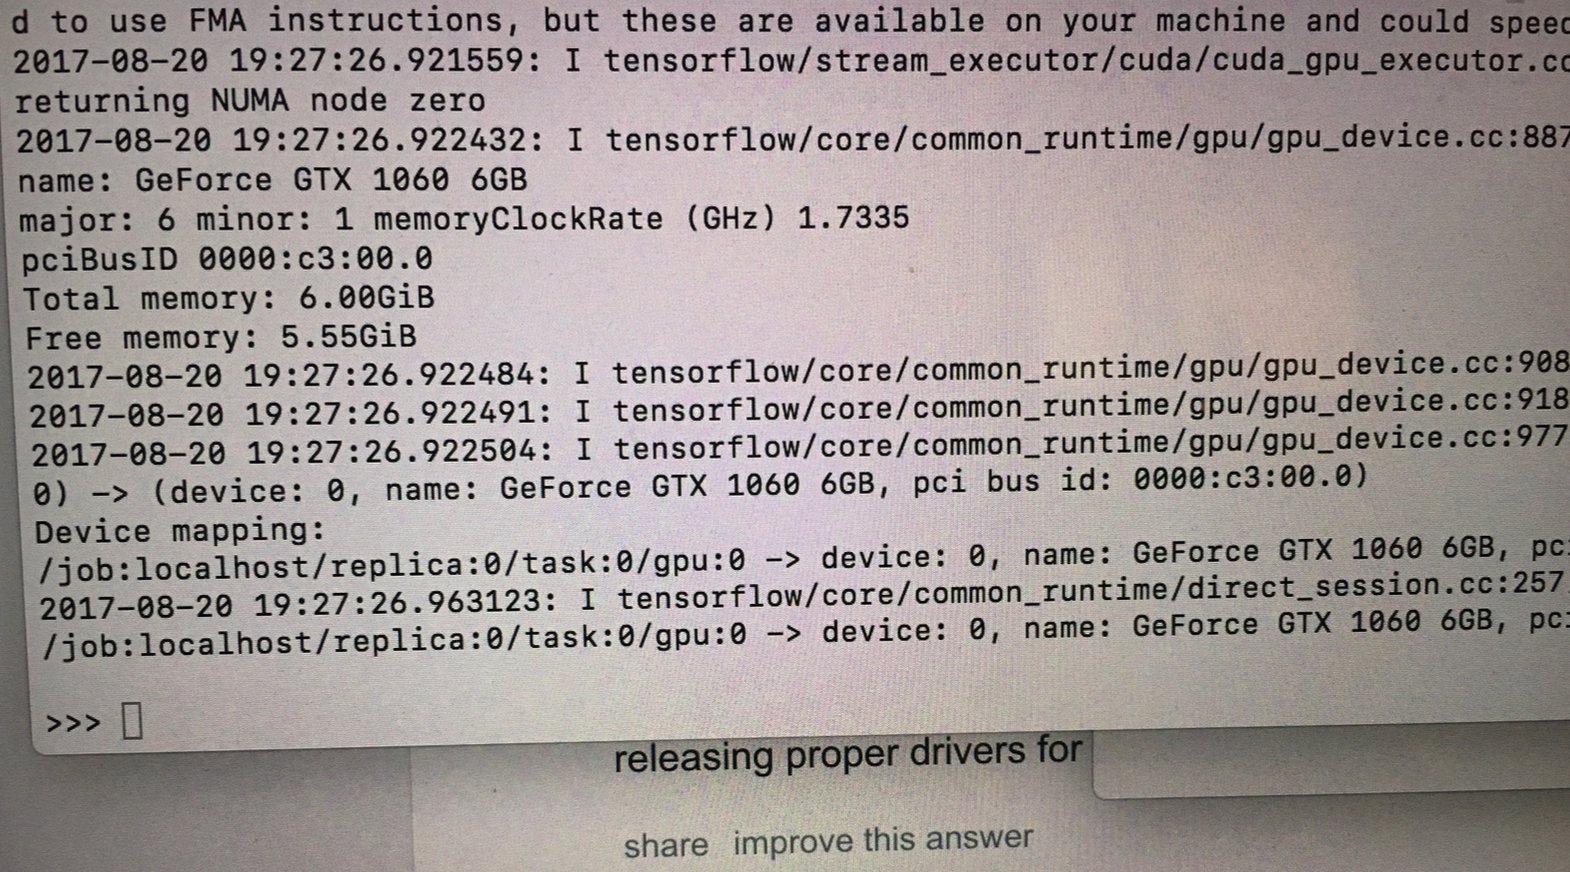 d to use FMA instructions, but these are available on your machine and could speed
2017-08-20 19:27:26.921559: I tensorflow/stream_executor/cuda/cuda_gpu_executor.cc
returning NUMA node zero
2017-08-20 19:27:26.922432: I tensorflow/core/common_runtime/gpu/gpu_device.cc:887
name: GeForce GTX 1060 6GB
major: 6 minor: 1 memoryClockRate (GHz) 1.7335
pciBusID 0000:c3:00.0
Total memory: 6.00GiB
Free memory: 5.55GiB
2017-08-20 19:27:26.922484: I tensorflow/core/common_runtime/gpu/gpu_device.cc:908
2017-08-20 19:27:26.922491: I tensorflow/core/common_runtime/gpu/gpu_device.cc:918
2017-08-20 19:27:26.922504: I tensorflow/core/common_runtime/gpu/gpu_device.cc:977
0) -> (device: 0, name: GeForce GTX 1060 6GB, pci bus id: 0000:c3:00.0)
Device mapping:
/job:localhost/replica:0/task:0/gpu:0 -> device: 0, name: GeForce GTX 1060 6GB, pci
2017-08-20 19:27:26.963123: I tensorflow/core/common_runtime/direct_session.cc:257
/job:localhost/replica:0/task:0/gpu:0 -> device: 0, name: GeForce GTX 1060 6GB, pci
>>>
releasing proper drivers for
share improve this answer